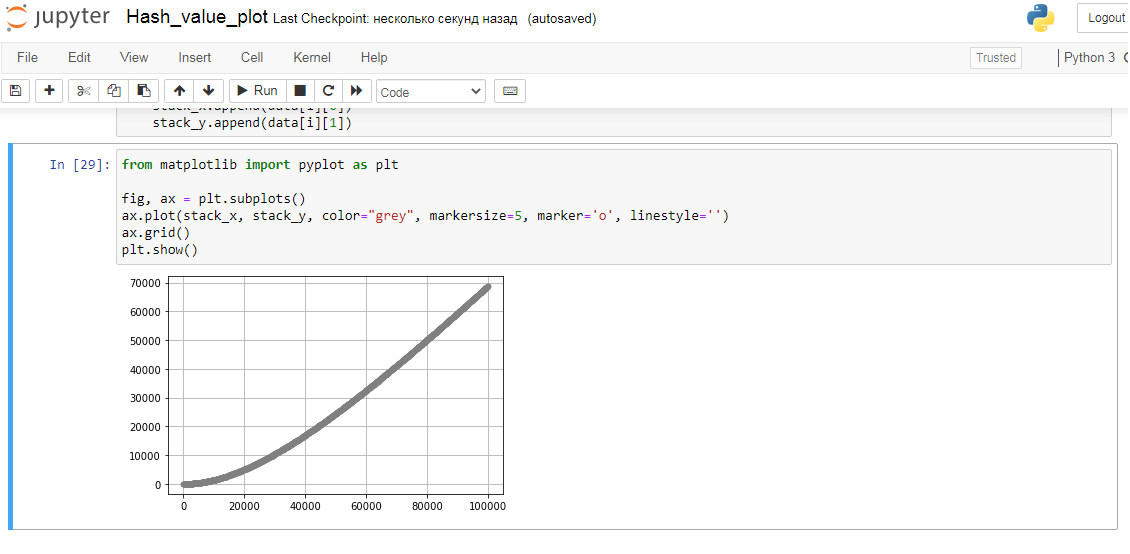 jupyter Hash_value_plot Last Checkpoint: несколько секунд назад (autosaved)
Logout
File Edit View Insert Cell Kernel Help
Trusted Python 3
Run Code
stack_y.append(data[i][1])
In [29]: from matplotlib import pyplot as plt
fig, ax = plt.subplots()
ax.plot(stack_x, stack_y, color="grey", markersize=5, marker='o', linestyle='')
ax.grid()
plt.show()
70000
60000
50000
40000
30000
20000
10000
0
0 20000 40000 60000 80000 100000